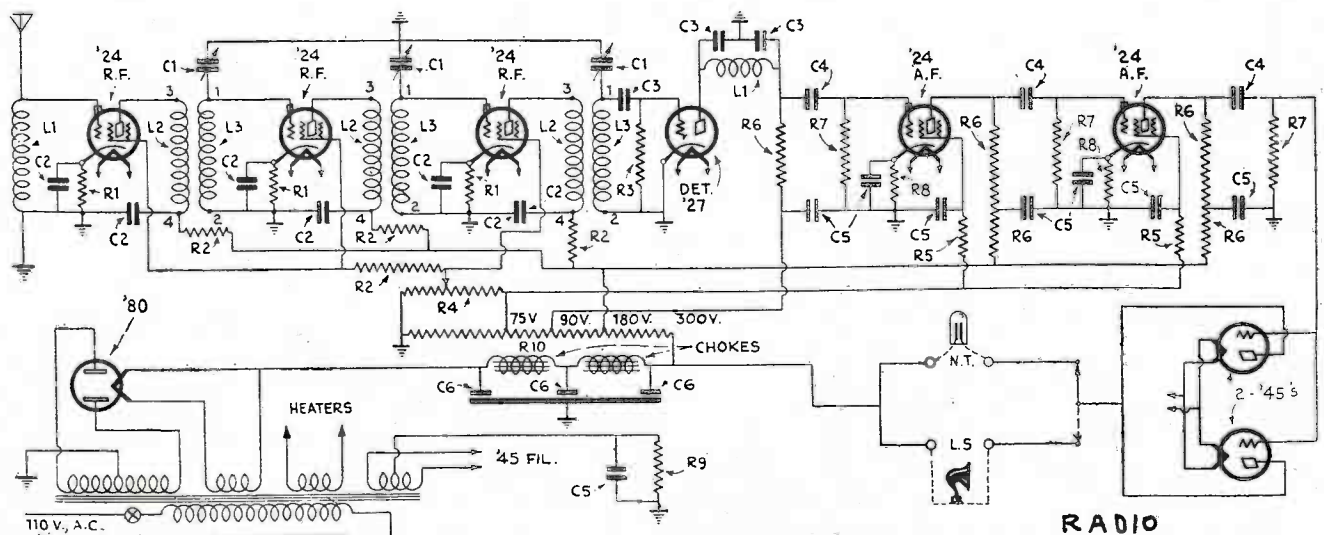 '24
R.F.
C1
'24
R.F.
C1
'24
R.F.
C1
C3
C3
C3
L1
'24
A.F.
C4
C4
'24
A.F.
C4
3
1
3
1
3
1
L1
L2
L3
L2
L3
L2
L3
C2
R1
C2
R1
C2
R1
C2
R3
R6
R7
R6
R7
R6
R7
R8
R8
C2
4
2
C2
4
2
C2
4
2
DET.
'27
C5
C5
R5
R6
C5
C5
R5
R6
C5
R2
R2
R2
R2
R4
75V
90V.
180V.
300V.
'80
R10
CHOKES
C6
C6
C6
N.T.
2-'45's
HEATERS
L.S
'45 FIL.
C5
R9
110 V., A.C.
RADIO